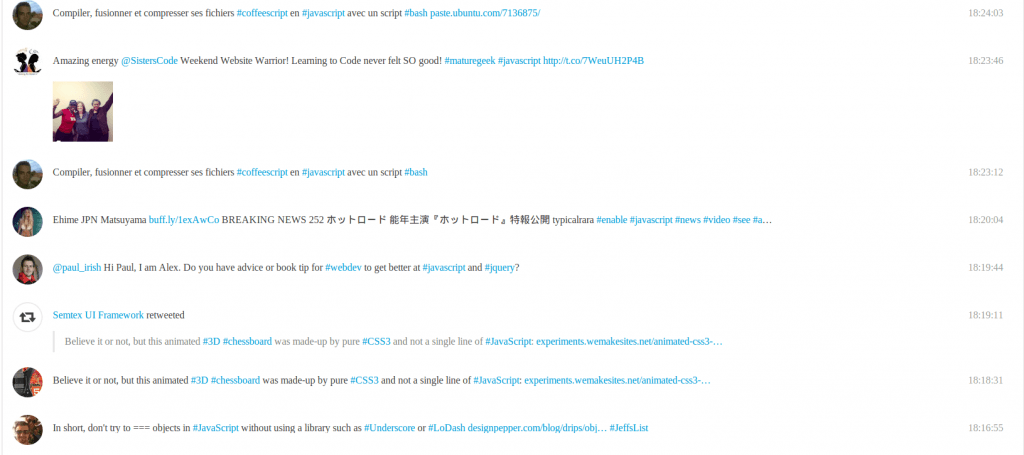 Compiler, fusionner et compresser ses fichiers #coffeescript en #javascript avec un script #bash paste.ubuntu.com/7136875/ 18:24:03
Amazing energy @SistersCode Weekend Website Warrior! Learning to Code never felt SO good! #maturegeek #javascript http://t.co/7WeuUH2P4B 18:23:46
Compiler, fusionner et compresser ses fichiers #coffeescript en #javascript avec un script #bash 18:23:12
Ehime JPN Matsuyama buff.ly/1exAwCo BREAKING NEWS 252 ホットロード 能年主演『ホットロード』特報公開 typicalrara #enable #javascript #news #video #see #a… 18:20:04
@paul_irish Hi Paul, I am Alex. Do you have advice or book tip for #webdev to get better at #javascript and #jquery? 18:19:44
Semtex UI Framework retweeted 18:19:11
Believe it or not, but this animated #3D #chessboard was made-up by pure #CSS3 and not a single line of #JavaScript: experiments.wemakesites.net/animated-css3-…
Believe it or not, but this animated #3D #chessboard was made-up by pure #CSS3 and not a single line of #JavaScript: experiments.wemakesites.net/animated-css3-… 18:18:31
In short, don't try to === objects in #JavaScript without using a library such as #Underscore or #LoDash designpepper.com/blog/drips/obj… #JeffsList 18:16:55